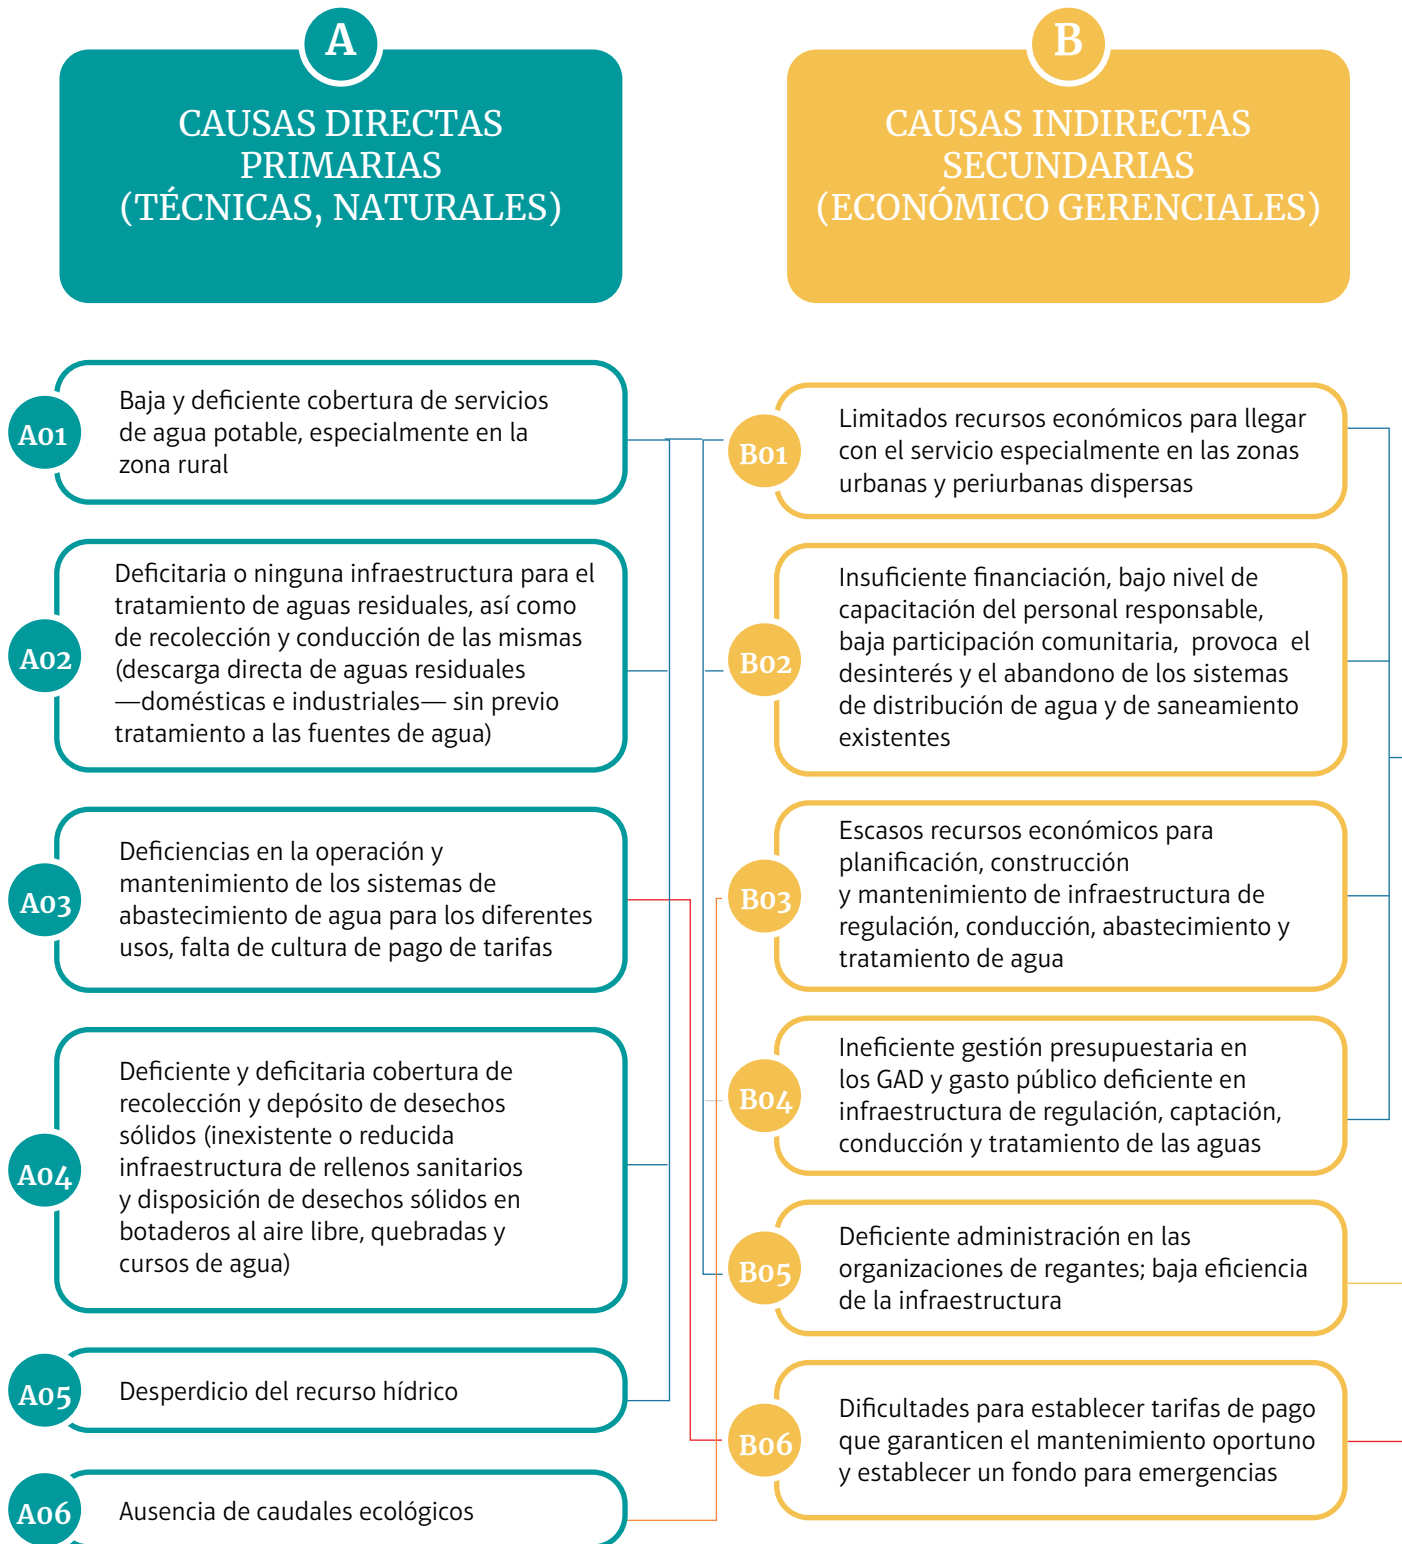 A
CAUSAS DIRECTAS
PRIMARIAS
(TÉCNICAS, NATURALES)
A01
Baja y deficiente cobertura de servicios
de agua potable, especialmente en la
zona rural
A02
Deficitaria o ninguna infraestructura para el
tratamiento de aguas residuales, así como
de recolección y conducción de las mismas
(descarga directa de aguas residuales
—domésticas e industriales— sin previo
tratamiento a las fuentes de agua)
A03
Deficiencias en la operación y
mantenimiento de los sistemas de
abastecimiento de agua para los diferentes
usos, falta de cultura de pago de tarifas
A04
Deficiente y deficitaria cobertura de
recolección y depósito de desechos
sólidos (inexistente o reducida
infraestructura de rellenos sanitarios
y disposición de desechos sólidos en
botaderos al aire libre, quebradas y
cursos de agua)
A05
Desperdicio del recurso hídrico
A06
Ausencia de caudales ecológicos
B
CAUSAS INDIRECTAS
SECUNDARIAS
(ECONÓMICO GERENCIALES)
B01
Limitados recursos económicos para llegar
con el servicio especialmente en las zonas
urbanas y periurbanas dispersas
B02
Insuficiente financiación, bajo nivel de
capacitación del personal responsable,
baja participación comunitaria, provoca el
desinterés y el abandono de los sistemas
de distribución de agua y de saneamiento
existentes
B03
Escasos recursos económicos para
planificación, construcción
y mantenimiento de infraestructura de
regulación, conducción, abastecimiento y
tratamiento de agua
B04
Ineficiente gestión presupuestaria en
los GAD y gasto público deficiente en
infraestructura de regulación, captación,
conducción y tratamiento de las aguas
B05
Deficiente administración en las
organizaciones de regantes; baja eficiencia
de la infraestructura
B06
Dificultades para establecer tarifas de pago
que garanticen el mantenimiento oportuno
y establecer un fondo para emergencias